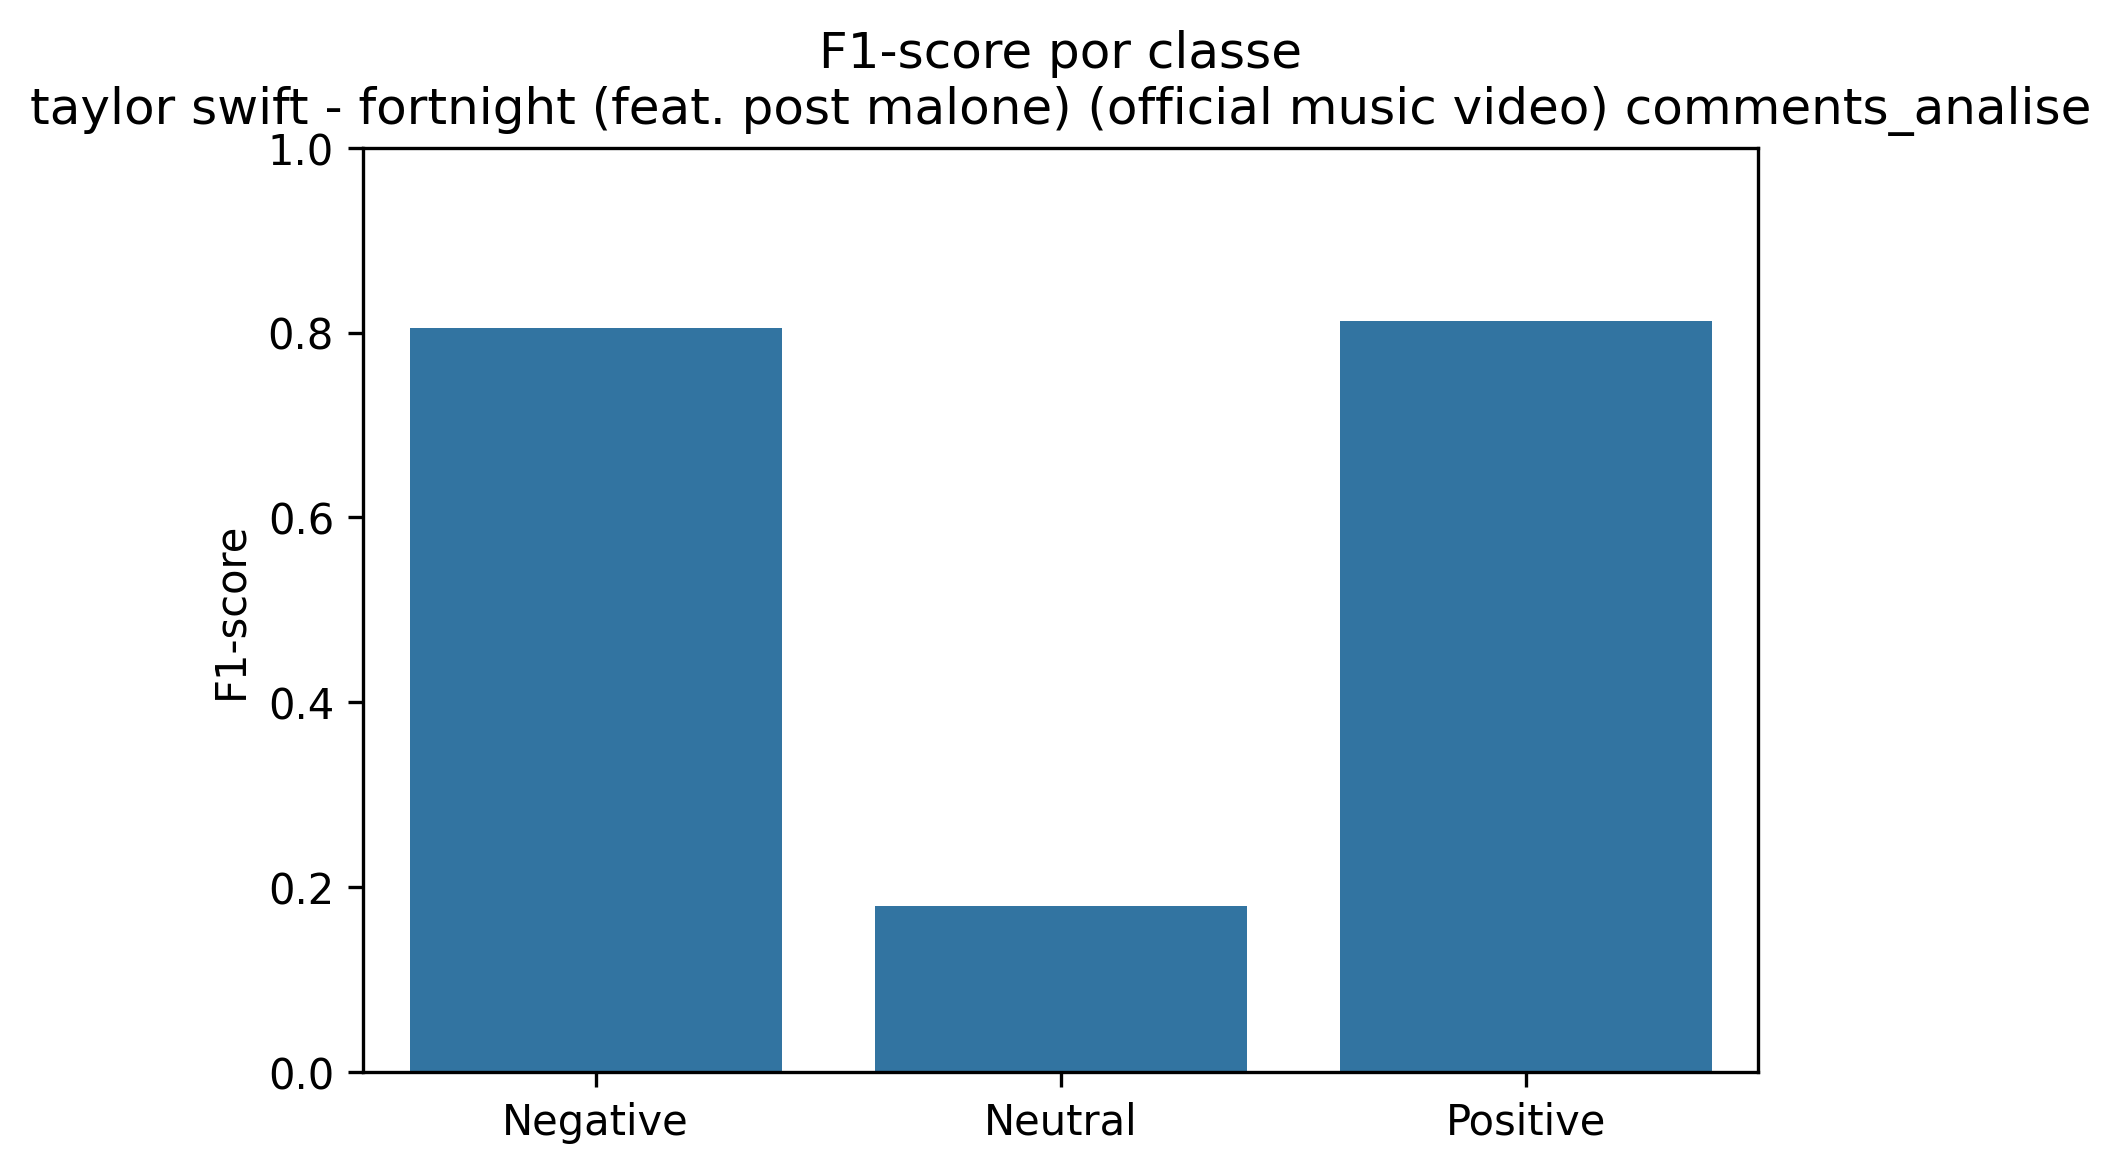 F1-score por classe
taylor swift - fortnight (feat. post malone) (official music video) comments_analise
1.0
0.8
0.6
0.4
0.2
0.0
F1-score
Negative
Neutral
Positive